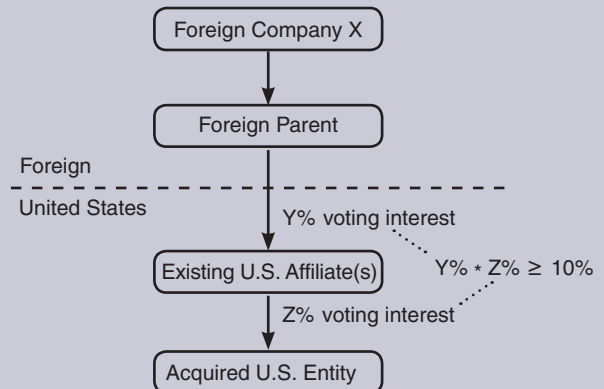 Foreign Company X
Foreign Parent
Foreign
United States
Y% voting interest
Existing U.S. Affiliate(s)
Y% * Z% ≥ 10%
Z% voting interest
Acquired U.S. Entity